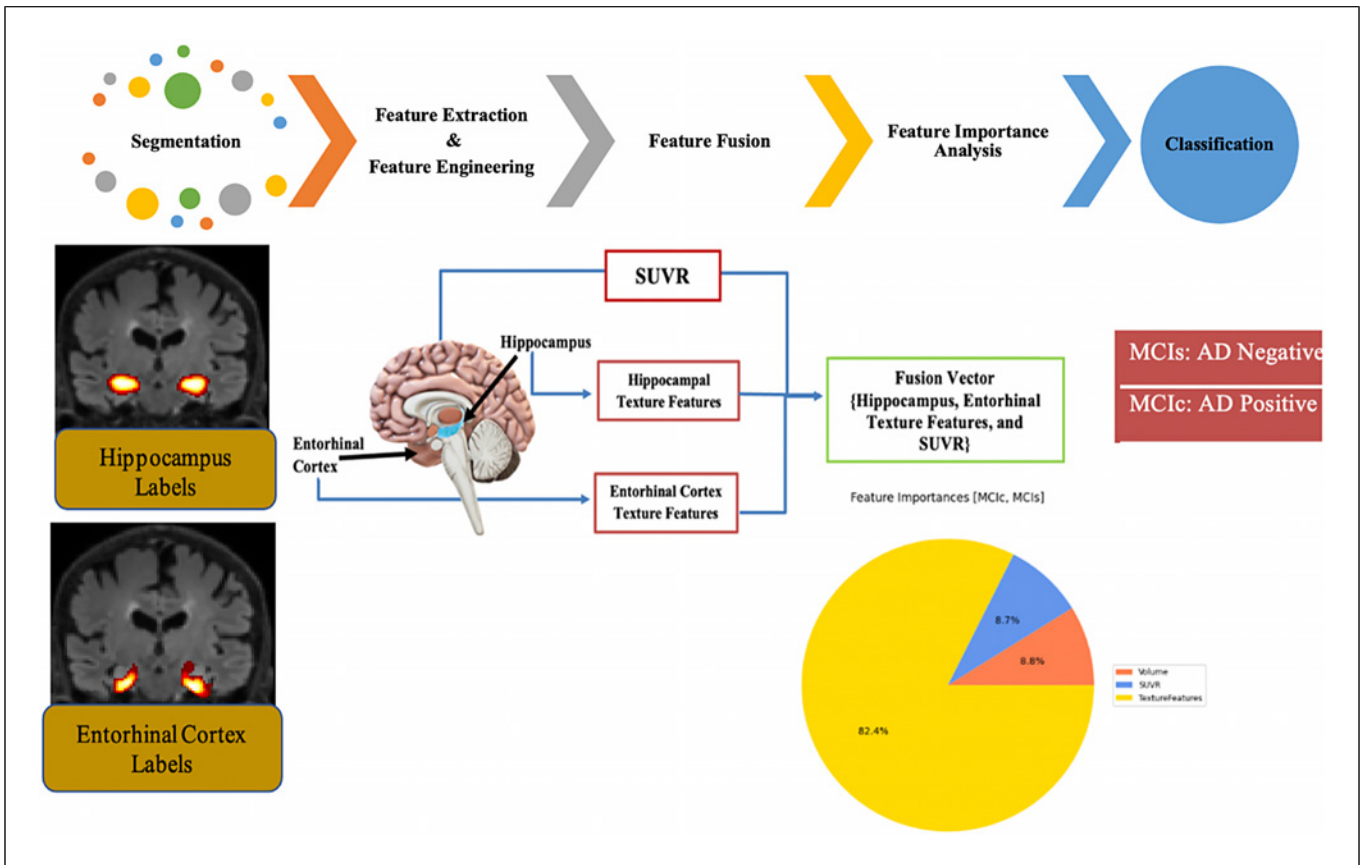 Segmentation
Feature Extraction
&
Feature Engineering
Feature Fusion
Feature Importance
Analysis
Classification
Hippocampus
Labels
Entorhinal Cortex
Labels
SUVR
Hippocampus
Entorhinal
Cortex
Hippocampal
Texture Features
Entorhinal Cortex
Texture Features
Fusion Vector
{Hippocampus, Entorhinal
Texture Features, and
SUVR}
MCIs: AD Negative
MCIc: AD Positive
Feature Importances [MCIc, MCIs]
8.7%
8.8%
82.4%
Volume
SUVR
TextureFeatures